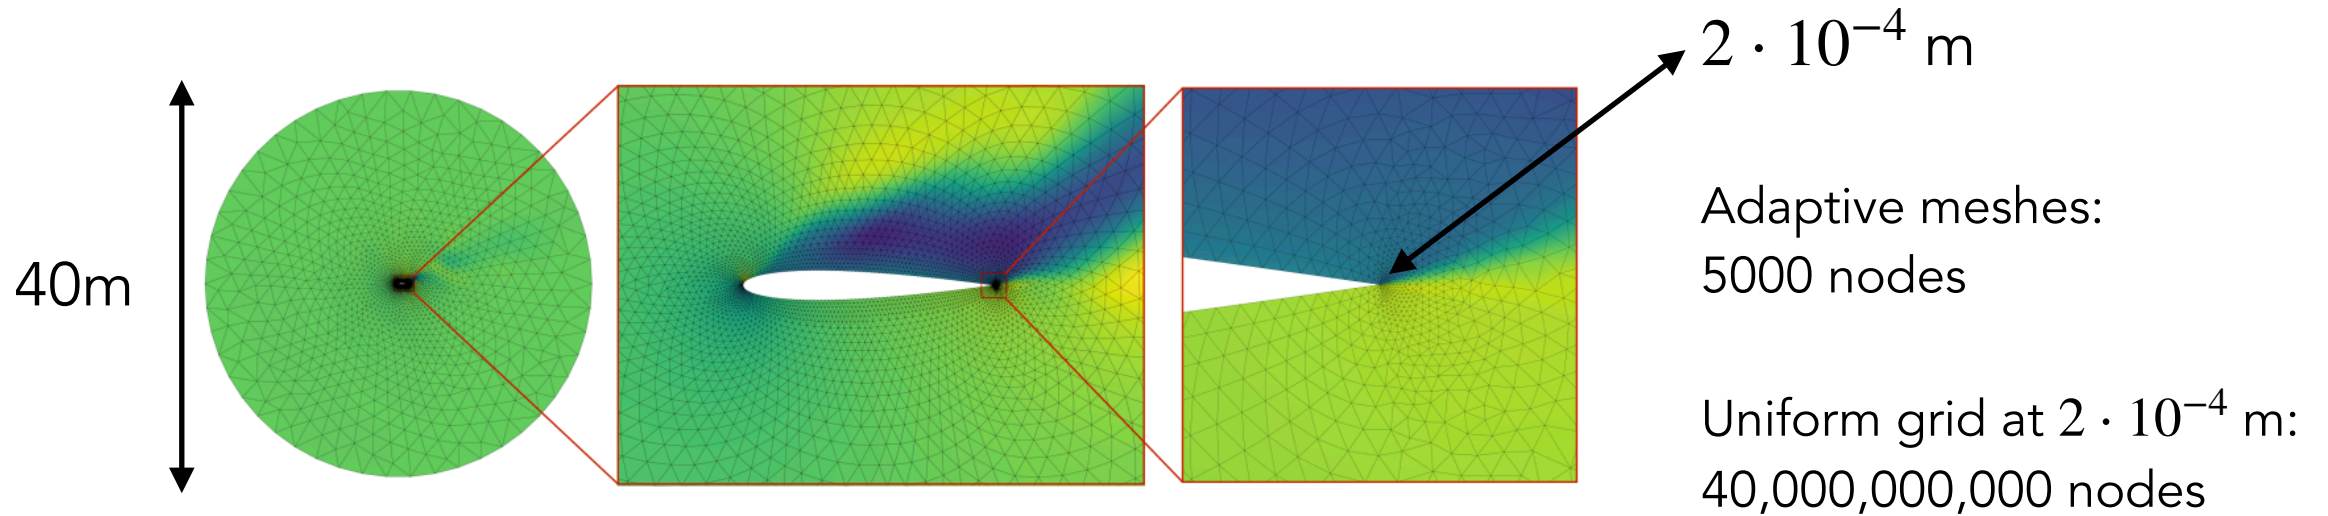 40m
2 · 10⁻⁴ m
Adaptive meshes:
5000 nodes
Uniform grid at 2 · 10⁻⁴ m:
40,000,000,000 nodes